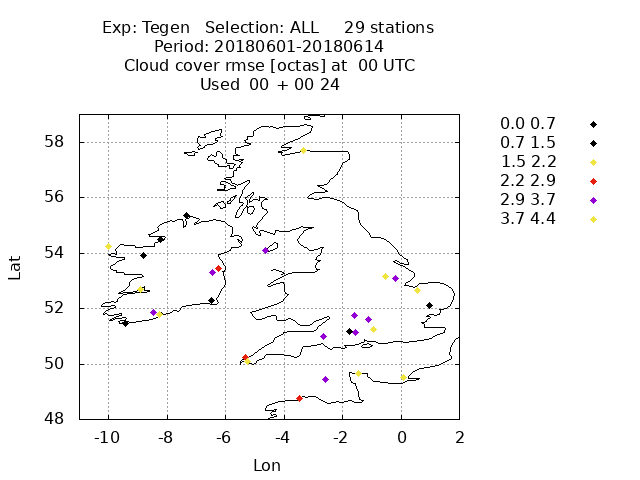 Exp: Tegen Selection: ALL 29 stations
Period: 20180601-20180614
Cloud cover rmse [octas] at 00 UTC
Used 00 + 00 24
0.0 0.7
0.7 1.5
1.5 2.2
2.2 2.9
2.9 3.7
3.7 4.4
58
56
54
52
50
48
Lat
-10 -8 -6 -4 -2 0 2
Lon